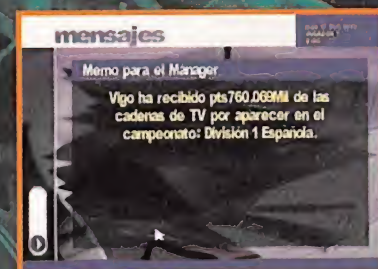 mensajes
Memo para el Manager
Vigo ha recibido pts760.069Mil de las
cadenas de TV por aparecer en el
campeonato: División 1 Española.